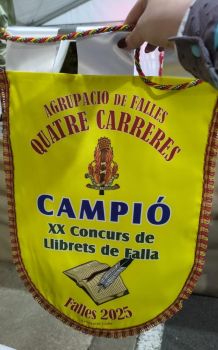 AGRUPACIÓ DE FALLES
QUATRE CARRERES
CAMPIÓ
XX Concurs de
Llibrets de Falla
Falles 2025